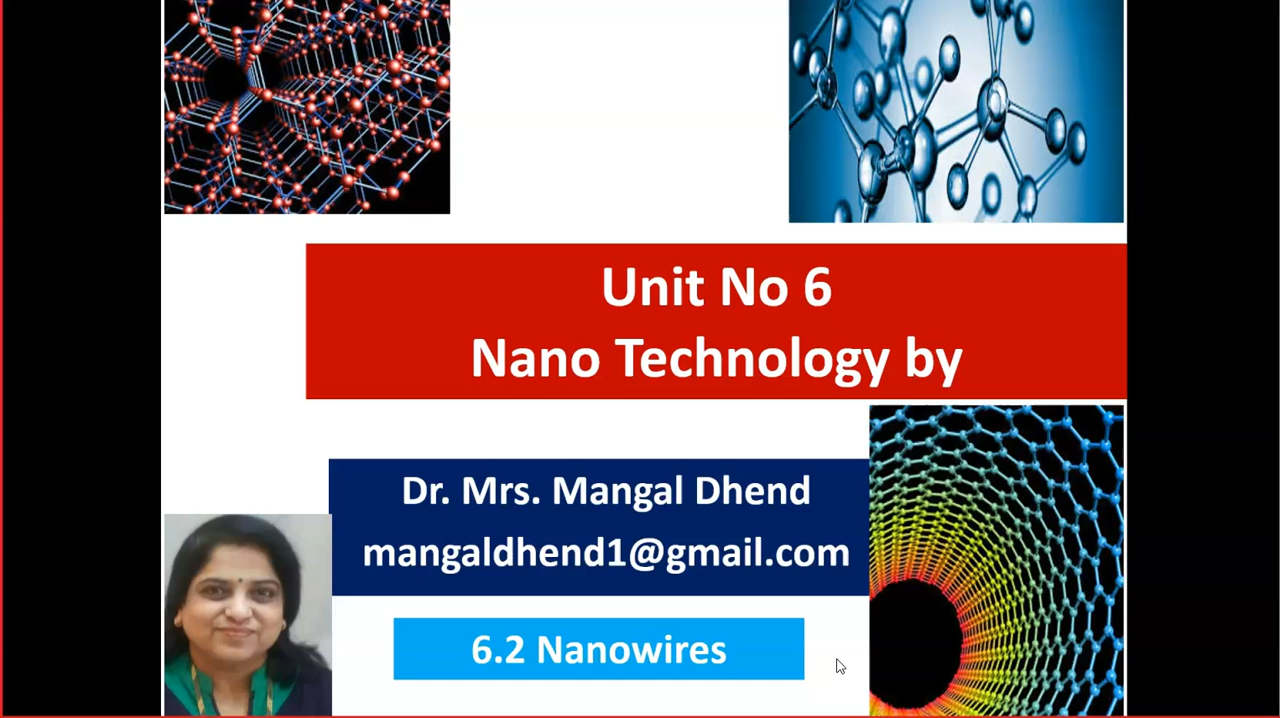 Unit No 6
Nano Technology by
Dr. Mrs. Mangal Dhend
mangaldhend1@gmail.com
6.2 Nanowires